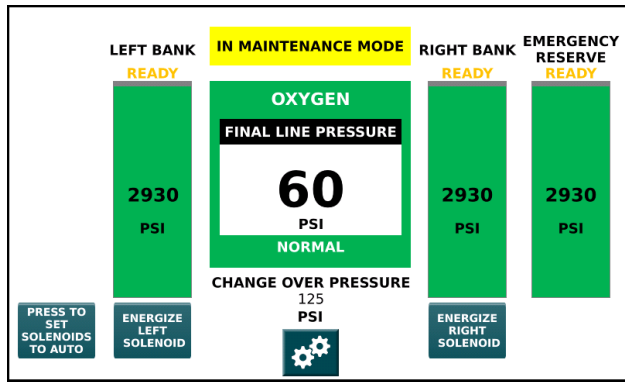 IN MAINTENANCE MODE
LEFT BANK
READY
2930
PSI
OXYGEN
FINAL LINE PRESSURE
60
PSI
NORMAL
RIGHT BANK
READY
2930
PSI
EMERGENCY
RESERVE
READY
2930
PSI
CHANGE OVER PRESSURE
125
PSI
PRESS TO
SET
SOLENOIDS
TO AUTO
ENERGIZE
LEFT
SOLENOID
ENERGIZE
RIGHT
SOLENOID